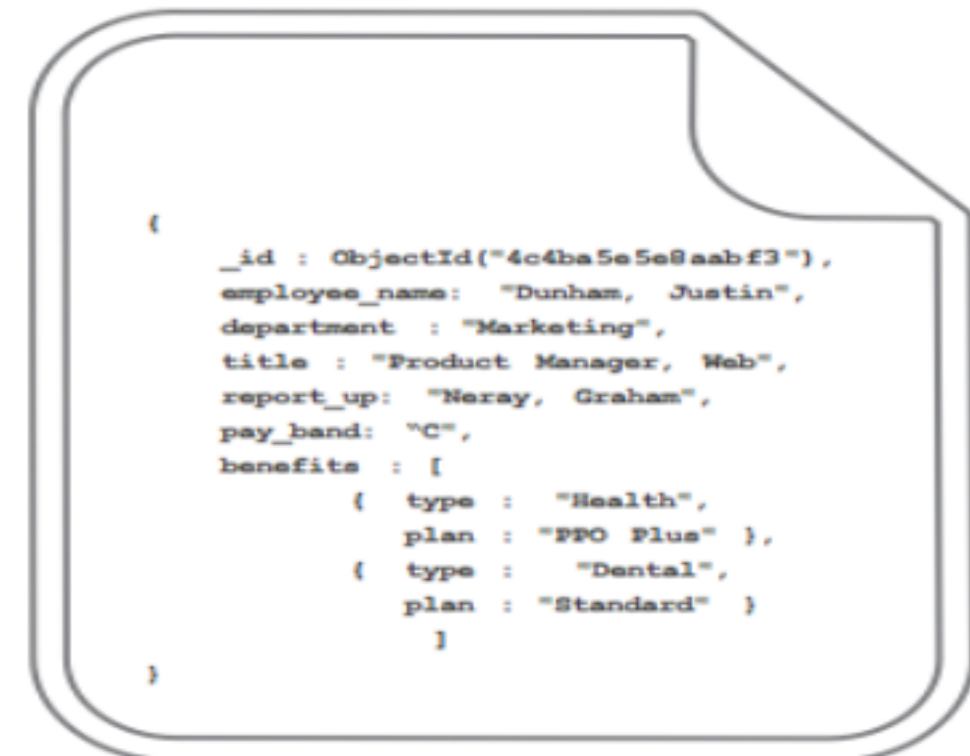 {
_id : ObjectId("4c4ba5e5e8aabf3"),
employee_name: "Dunham, Justin",
department : "Marketing",
title : "Product Manager, Web",
report_up: "Neray, Graham",
pay_band: “C",
benefits : [
{ type : "Health",
plan : "PPO Plus" },
{ type : "Dental",
plan : "Standard" }
]
}